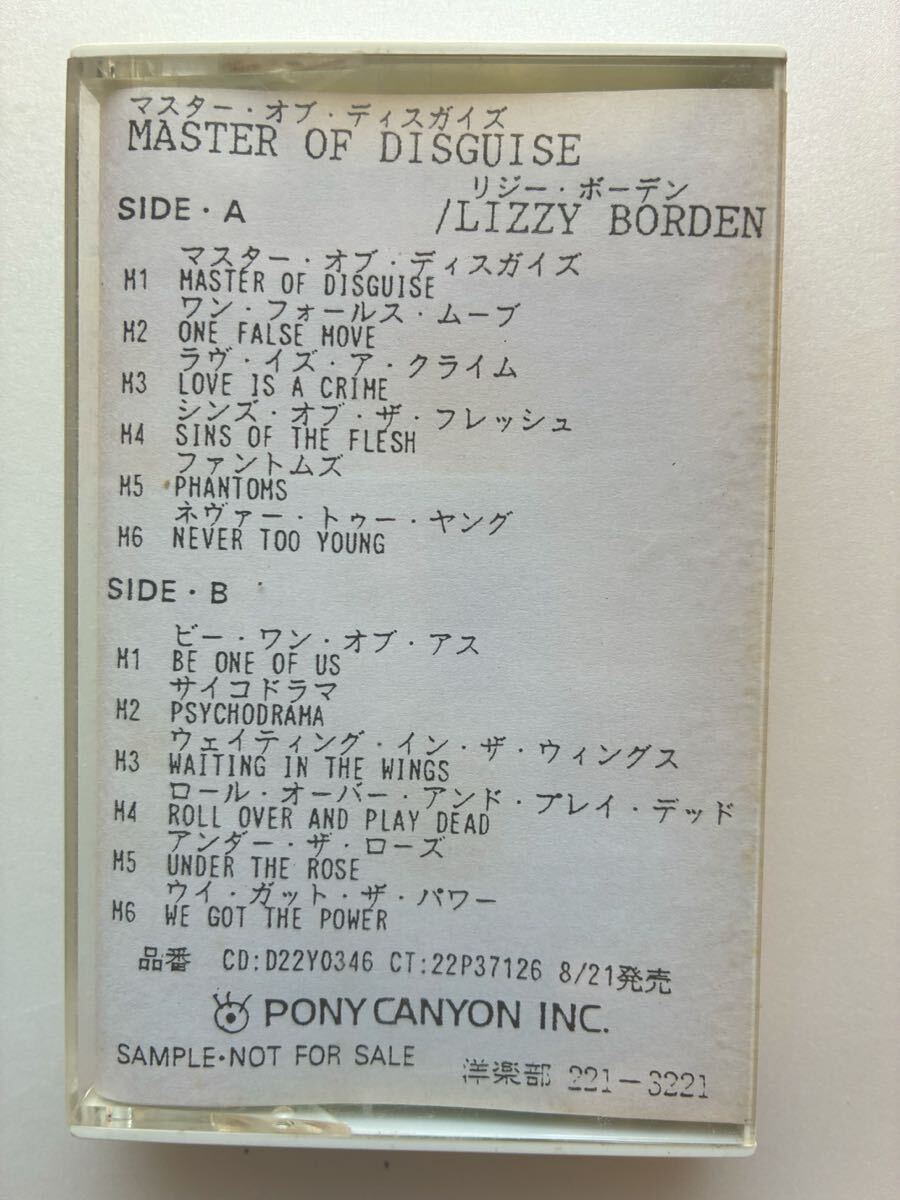 マスター・オブ・ディスガイズ
MASTER OF DISGUISE
リジー・ボーデン
SIDE・A /LIZZY BORDEN
マスター・オブ・ディスガイズ
M1 MASTER OF DISGUISE
ワン・フォールス・ムーブ
M2 ONE FALSE MOVE
ラヴ・イズ・ア・クライム
M3 LOVE IS A CRIME
シンズ・オブ・ザ・フレッシュ
M4 SINS OF THE FLESH
ファントムズ
M5 PHANTOMS
ネヴァー・トゥー・ヤング
M6 NEVER TOO YOUNG
SIDE・B
ビー・ワン・オブ・アス
M1 BE ONE OF US
サイコドラマ
M2 PSYCHODRAMA
ウェイティング・イン・ザ・ウィングス
M3 WAITING IN THE WINGS
ロール・オーバー・アンド・プレイ・デッド
M4 ROLL OVER AND PLAY DEAD
アンダー・ザ・ローズ
M5 UNDER THE ROSE
ウイ・ガット・ザ・パワー
M6 WE GOT THE POWER
品番 CD:D22Y0346 CT:22P37126 8/21発売
PONY CANYON INC.
SAMPLE・NOT FOR SALE
洋楽部 221-3221